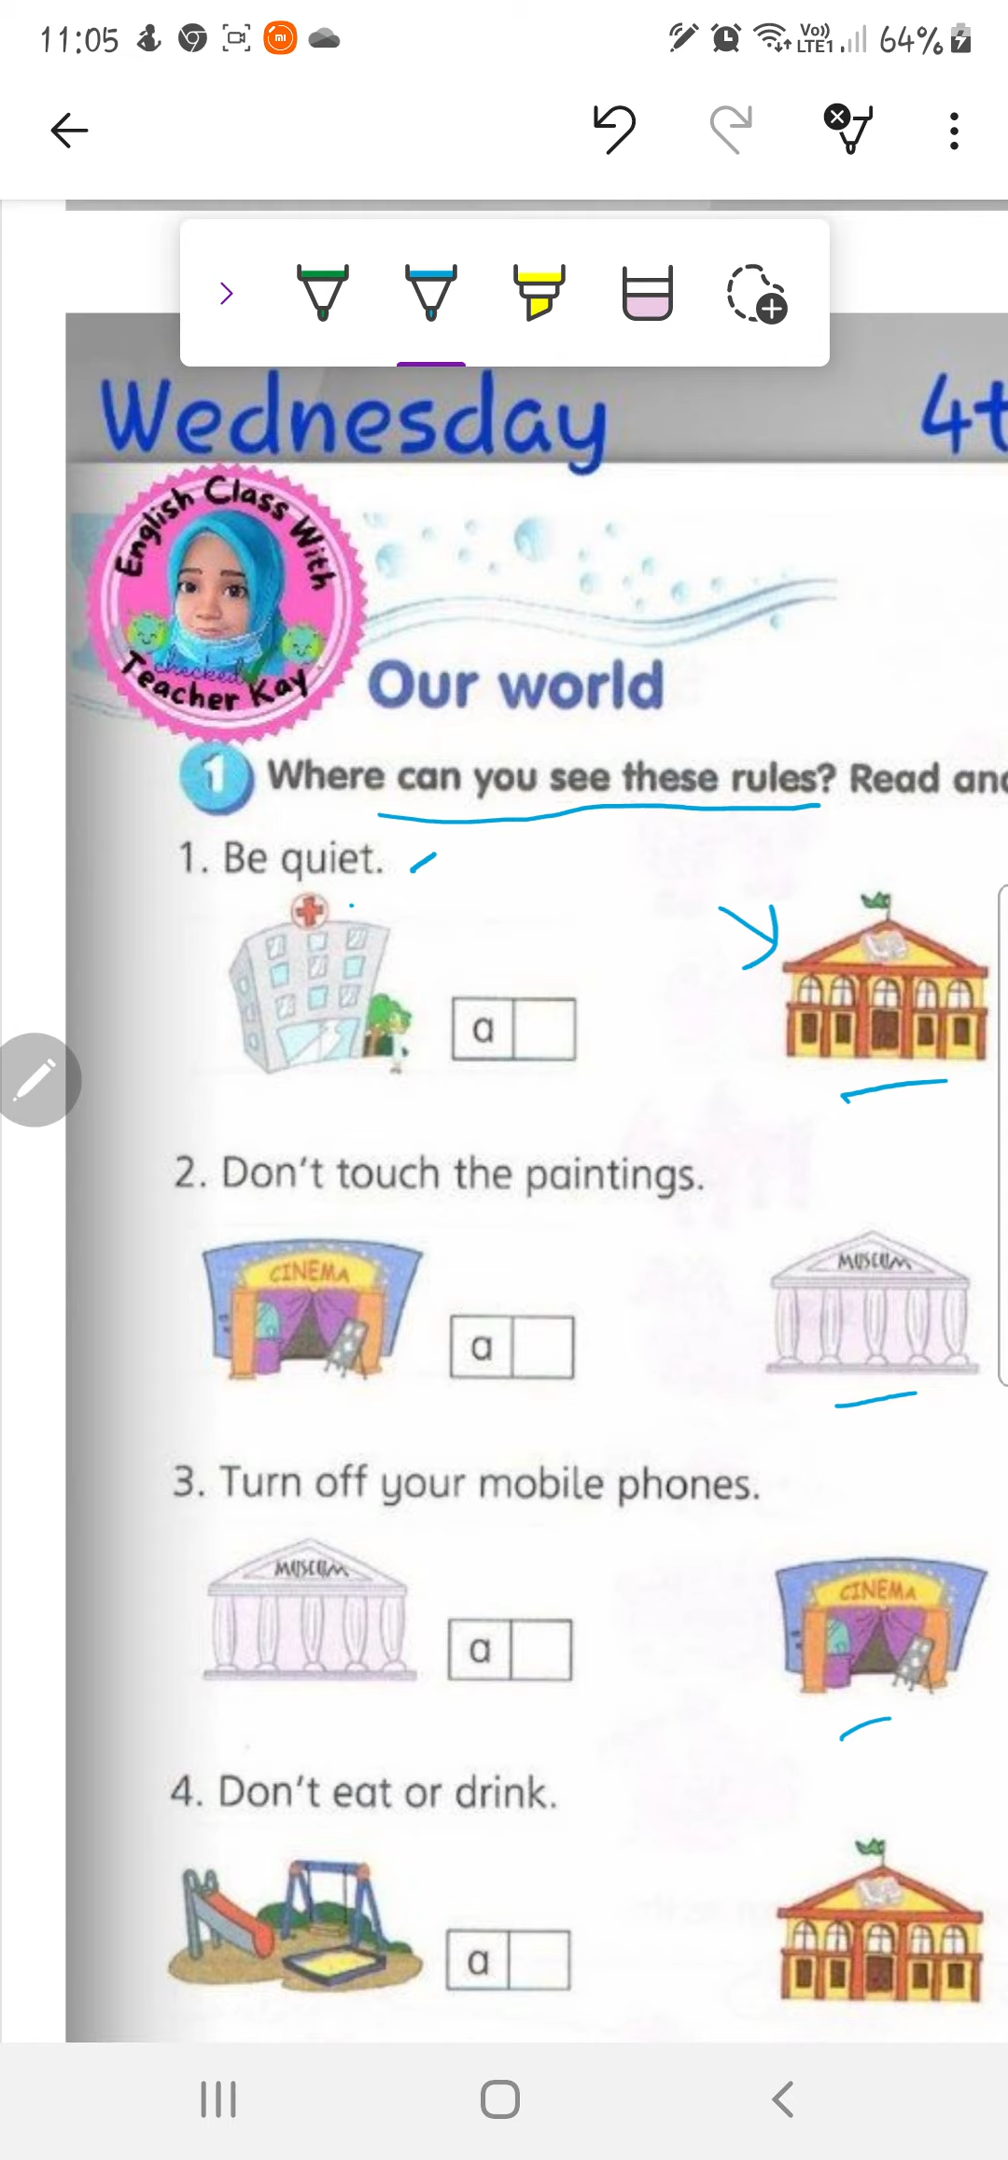 11:05 Vo)) LTE1 64%
Wednesday 4t
English Class With
checked
Teacher Kay
Our world
1 Where can you see these rules? Read and
1. Be quiet.
a
2. Don't touch the paintings.
CINEMA
a
MUSEUM
3. Turn off your mobile phones.
MUSEUM
a
CINEMA
4. Don't eat or drink.
a